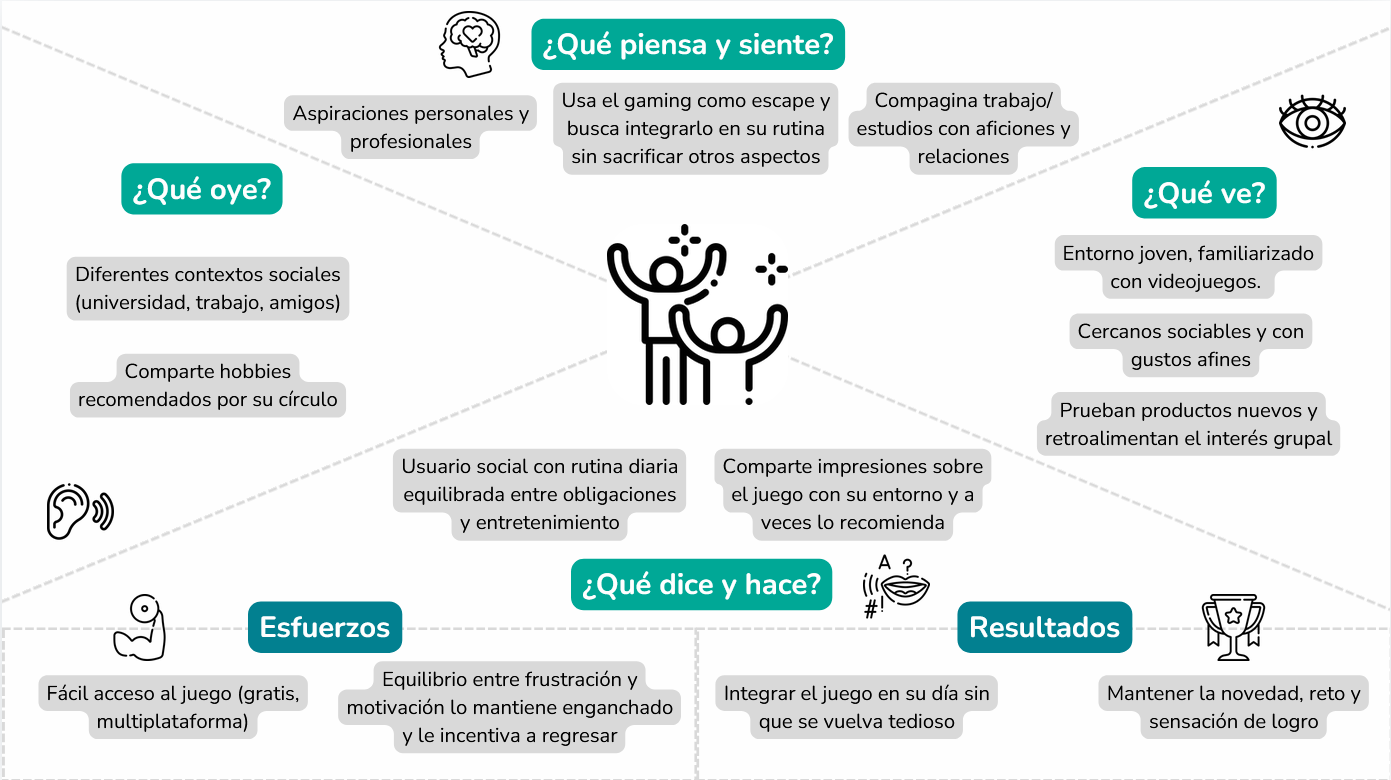 ¿Qué piensa y siente?
Aspiraciones personales y
profesionales
Usa el gaming como escape y
busca integrarlo en su rutina
sin sacrificar otros aspectos
Compagina trabajo/
estudios con aficiones y
relaciones
¿Qué oye?
Diferentes contextos sociales
(universidad, trabajo, amigos)
Comparte hobbies
recomendados por su círculo
¿Qué ve?
Entorno joven, familiarizado
con videojuegos.
Cercanos sociables y con
gustos afines
Prueban productos nuevos y
retroalimentan el interés grupal
Usuario social con rutina diaria
equilibrada entre obligaciones
y entretenimiento
Comparte impresiones sobre
el juego con su entorno y a
veces lo recomienda
¿Qué dice y hace?
A ?
#!
Esfuerzos
Fácil acceso al juego (gratis,
multiplataforma)
Equilibrio entre frustración y
motivación lo mantiene enganchado
y le incentiva a regresar
Resultados
Integrar el juego en su día sin
que se vuelva tedioso
Mantener la novedad, reto y
sensación de logro